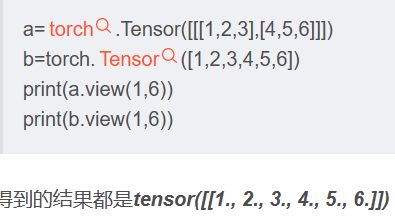 a= torch .Tensor([[[1,2,3],[4,5,6]]])
b=torch. Tensor ([1,2,3,4,5,6])
print(a.view(1,6))
print(b.view(1,6))
得到的结果都是tensor([[1., 2., 3., 4., 5., 6.]])